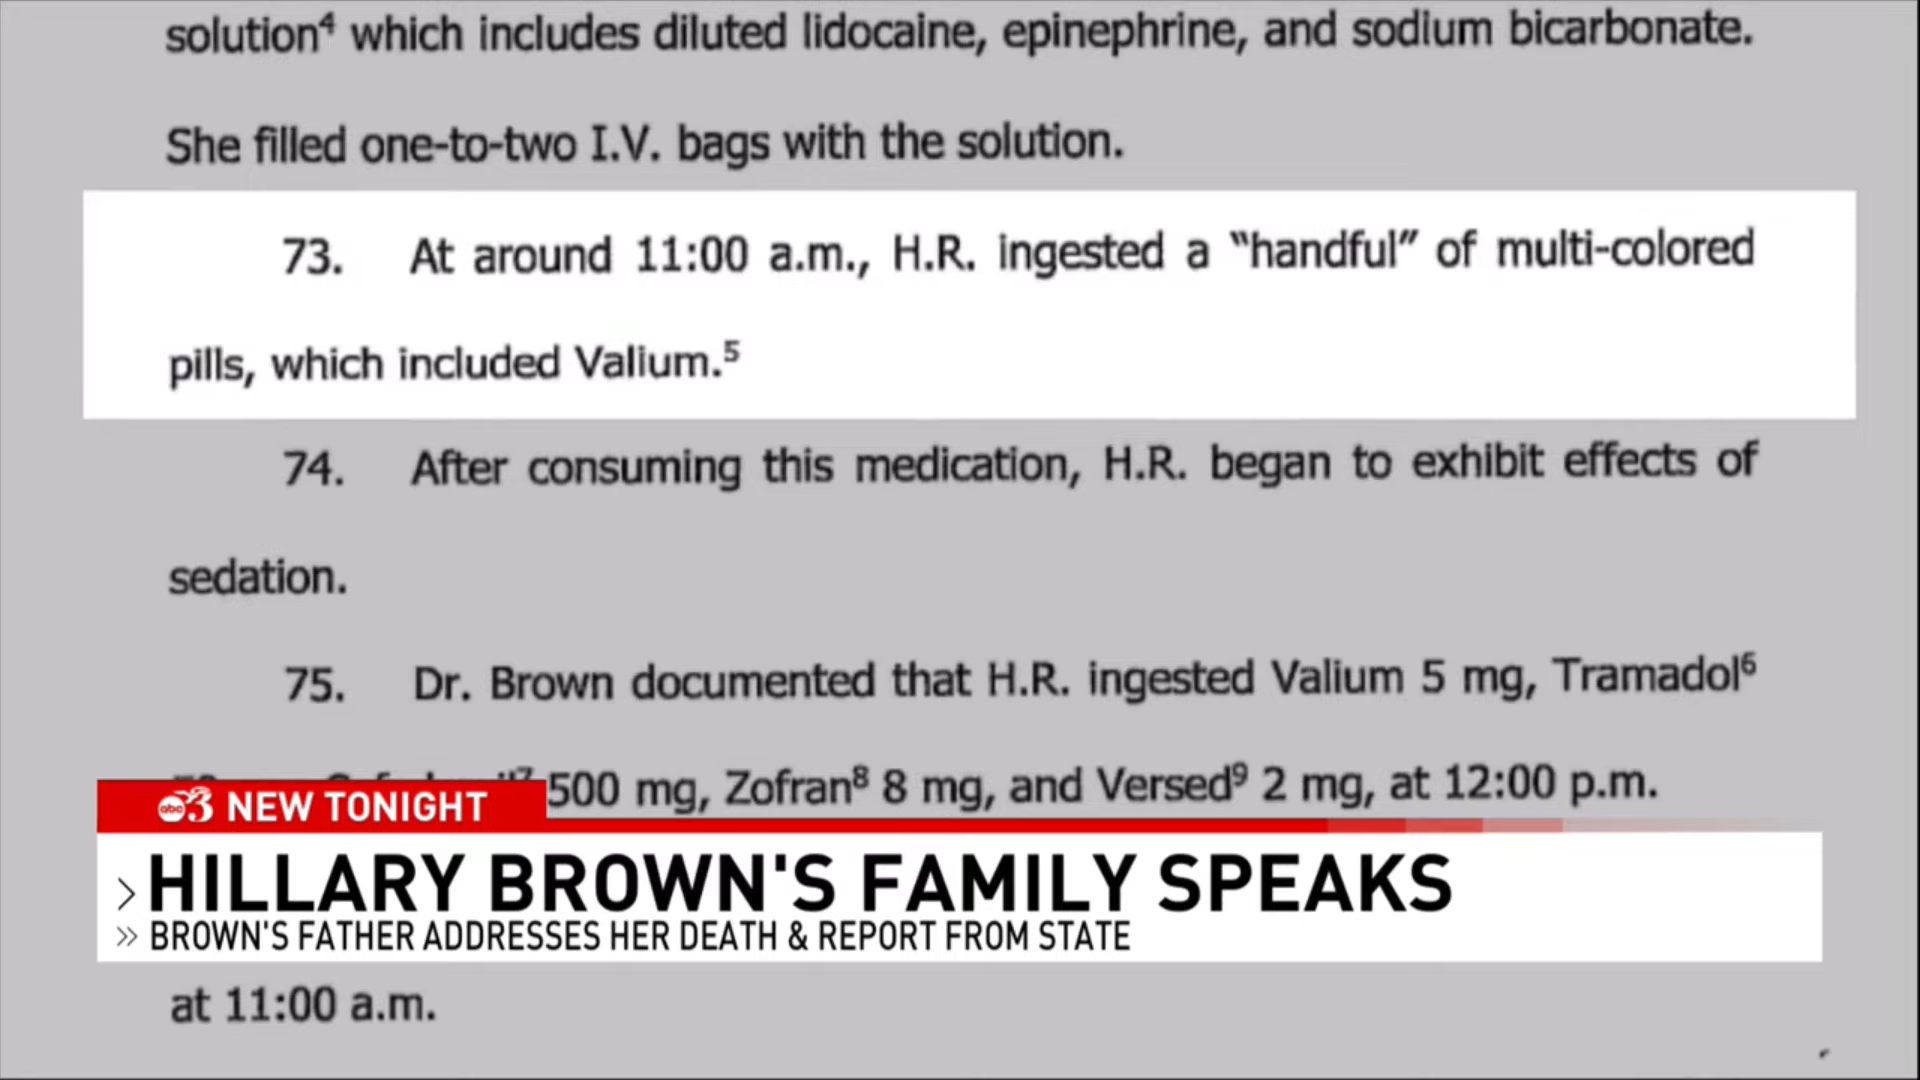 solution⁴ which includes diluted lidocaine, epinephrine, and sodium bicarbonate.
She filled one-to-two I.V. bags with the solution.
73. At around 11:00 a.m., H.R. ingested a “handful” of multi-colored
pills, which included Valium.⁵
74. After consuming this medication, H.R. began to exhibit effects of
sedation.
75. Dr. Brown documented that H.R. ingested Valium 5 mg, Tramadol⁶
500 mg, Zofran⁸ 8 mg, and Versed⁹ 2 mg, at 12:00 p.m.
abc 3 NEW TONIGHT
> HILLARY BROWN'S FAMILY SPEAKS
» BROWN'S FATHER ADDRESSES HER DEATH & REPORT FROM STATE
at 11:00 a.m.